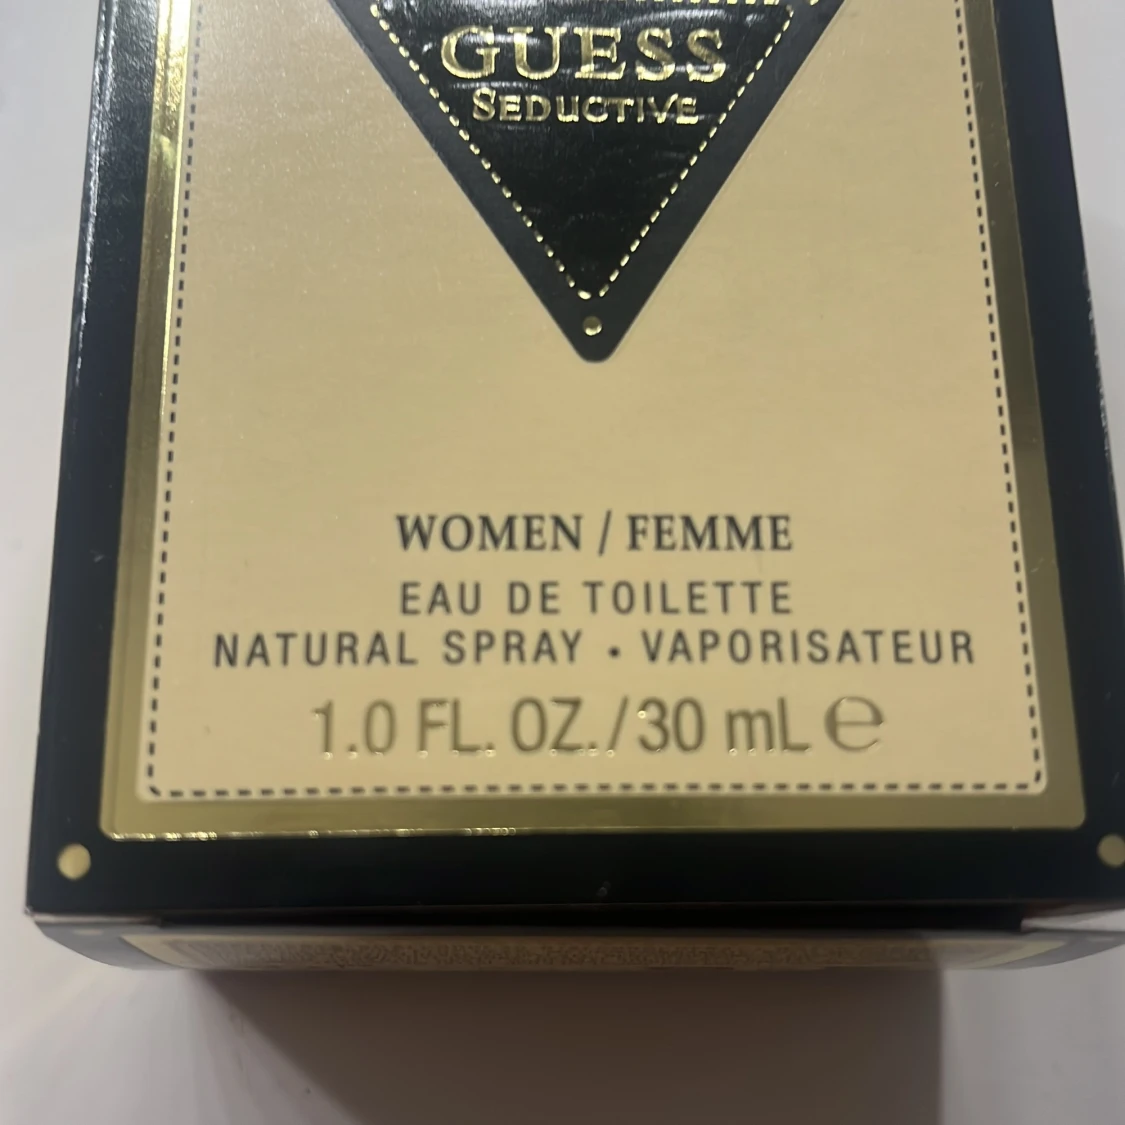 GUESS
SEDUCTIVE
WOMEN / FEMME
EAU DE TOILETTE
NATURAL SPRAY • VAPORISATEUR
1.0 FL. OZ./30 mL ℮